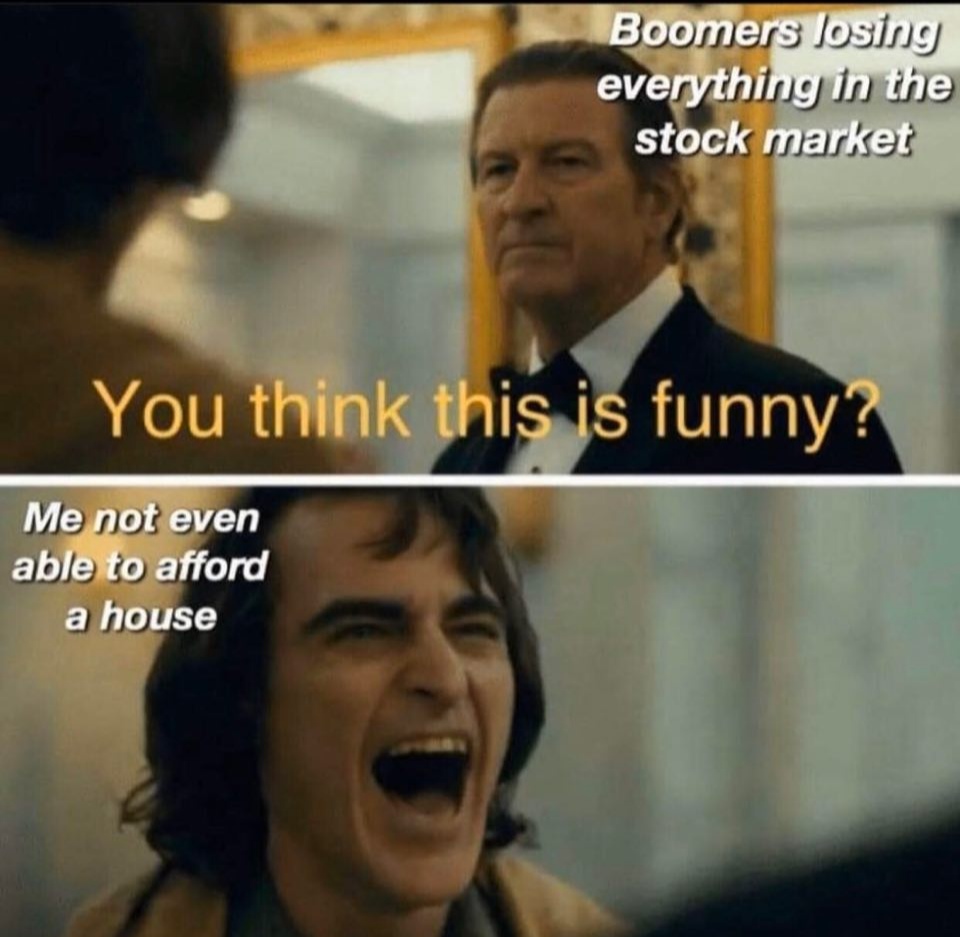 Boomers losing
everything in the
stock market
You think this is funny?
Me not even
able to afford
a house